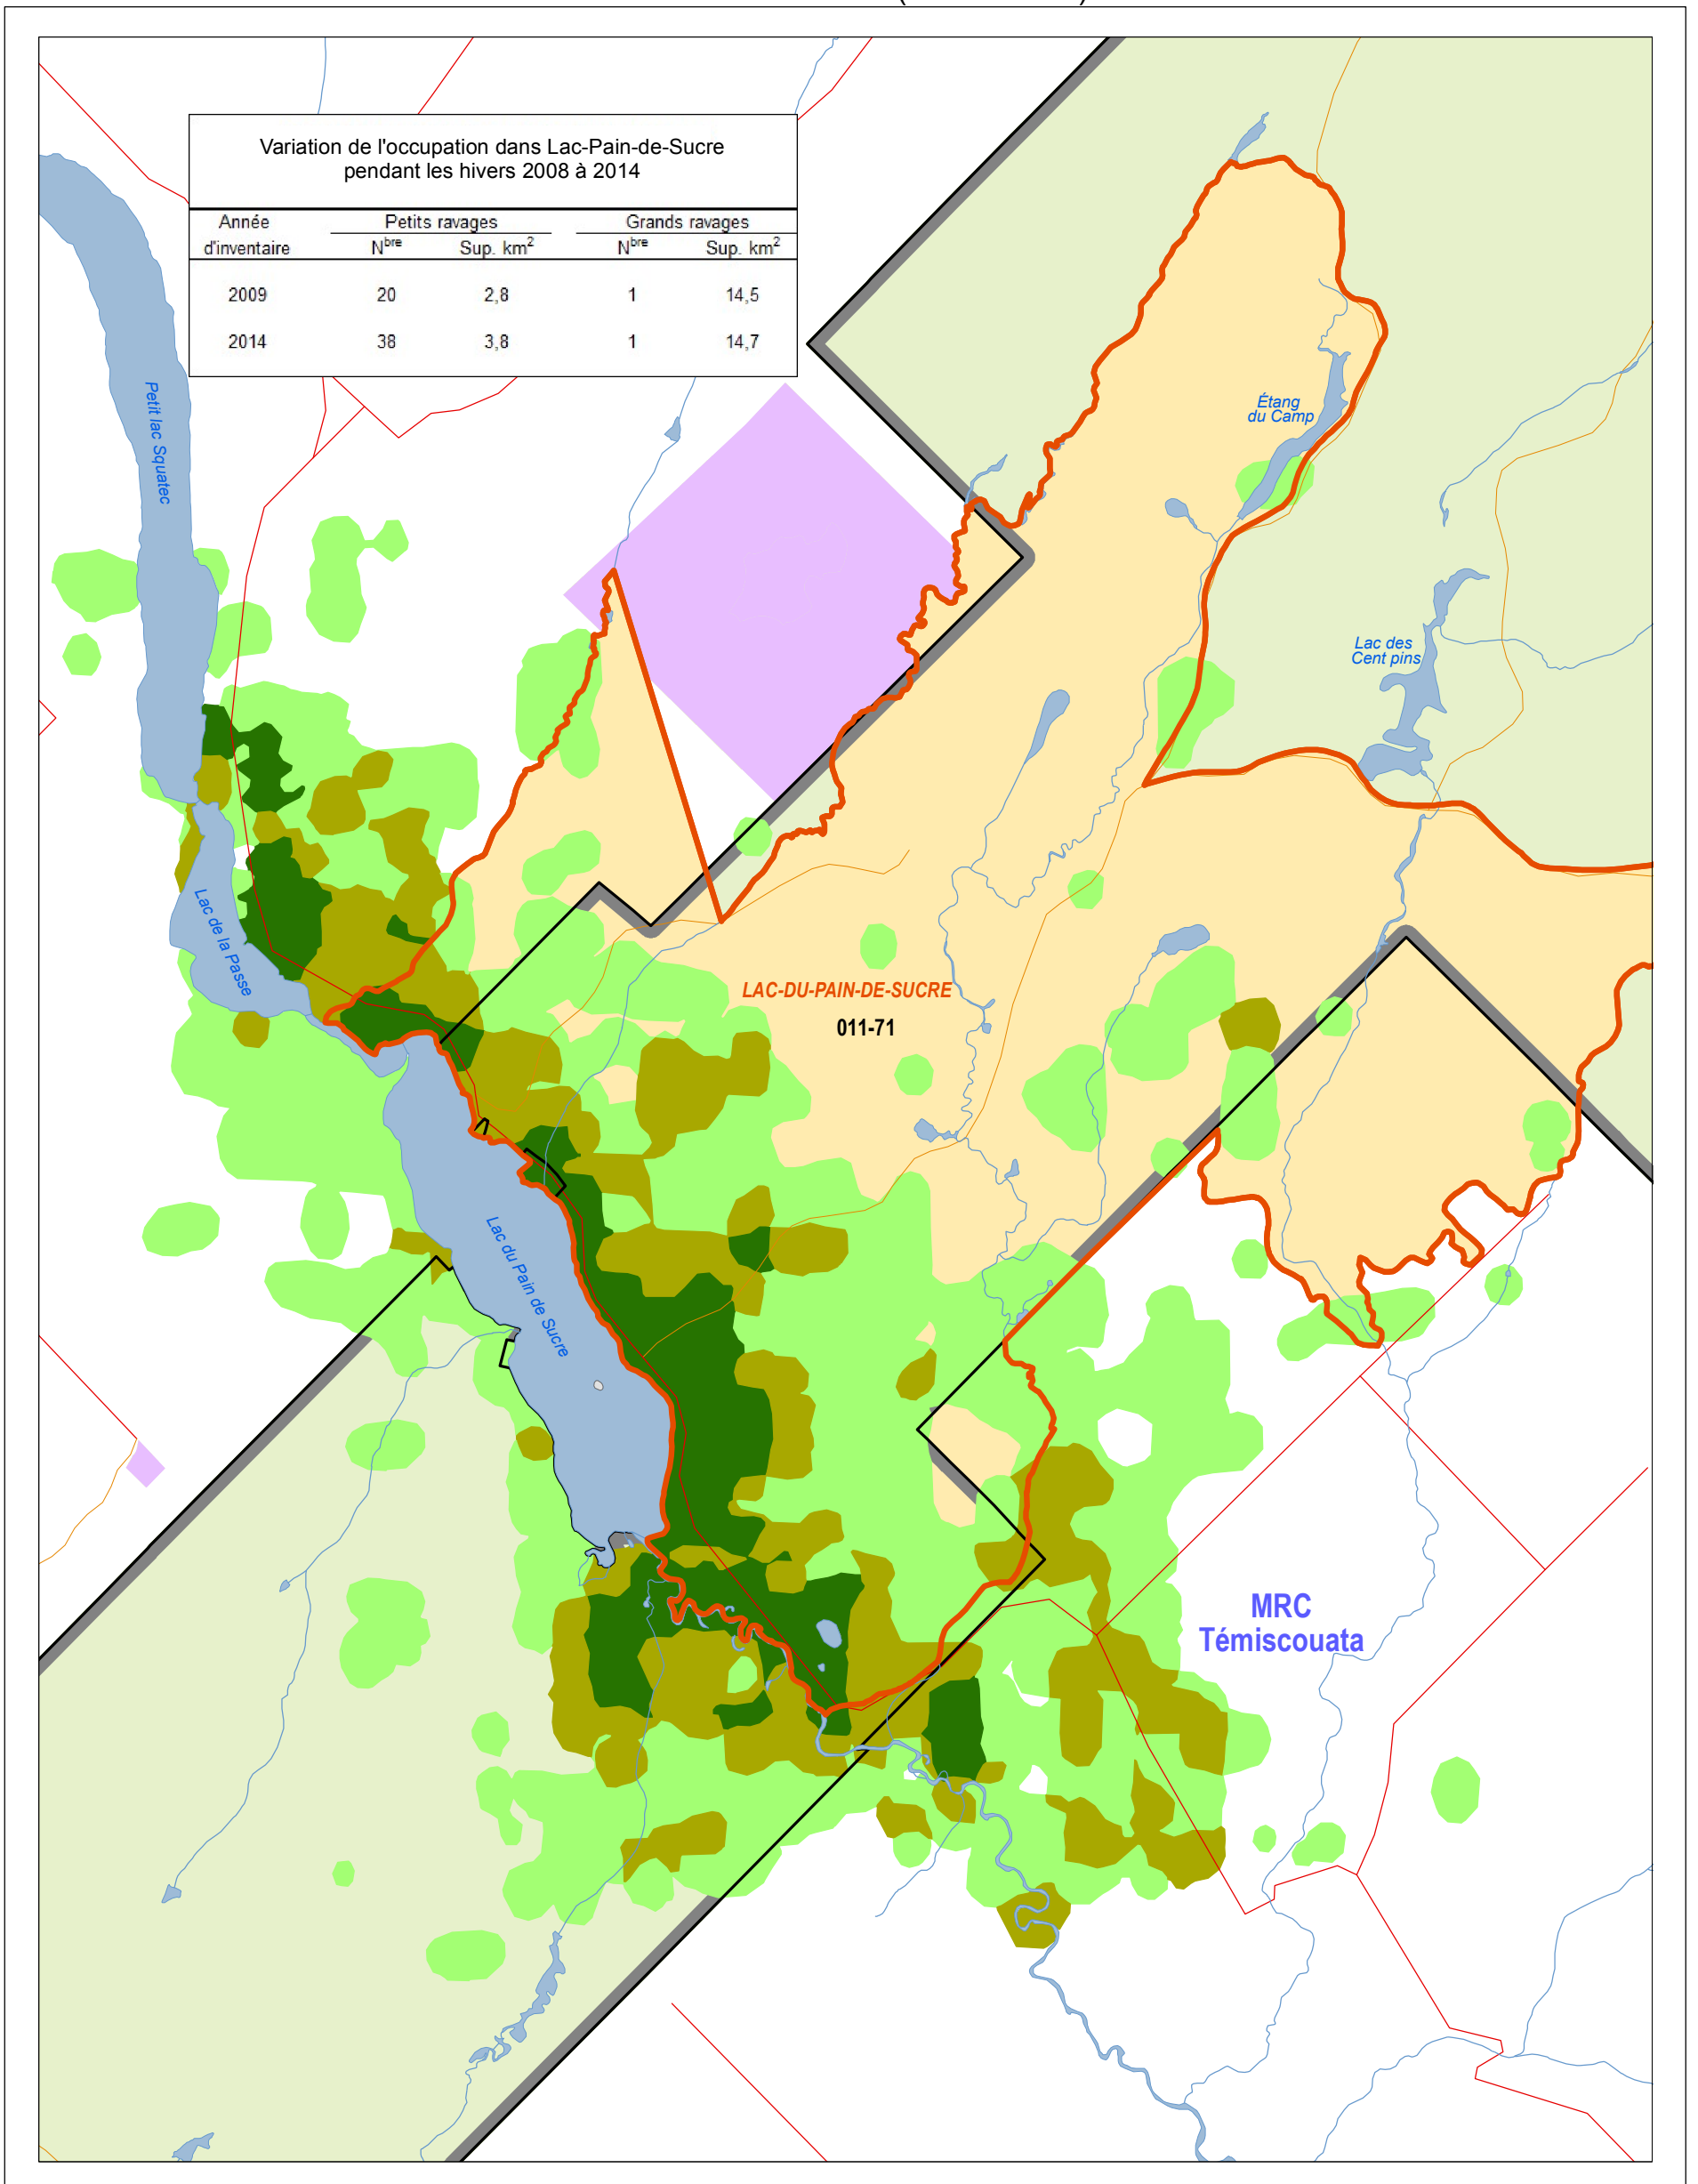 Variation de l'occupation dans Lac-Pain-de-Sucre
pendant les hivers 2008 à 2014
Année Petits ravages Grands ravages
d'inventaire Nbre Sup. km2 Nbre Sup. km2
2009 20 2,8 1 14,5
2014 38 3,8 1 14,7
Petit lac Squatec
Étang
du Camp
Lac des
Cent pins
Lac de la Passe
LAC-DU-PAIN-DE-SUCRE
011-71
Lac du Pain de Sucre
MRC
Témiscouata